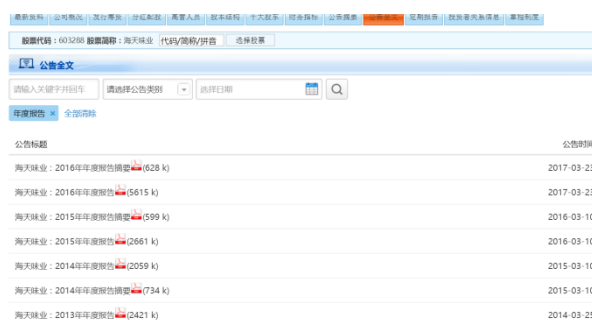 最新资料 公司概况 发行筹资 分红配股 高管人员 股本结构 十大股东 财务指标 公告摘要 公告全文 定期报告 投资者关系信息 章程制度
股票代码：603288 股票简称：海天味业 代码/简称/拼音 选择股票
公告全文
请输入关键字并回车 请选择公告类别 选择日期
年度报告 × 全部清除
公告标题 公告时间
海天味业：2016年年度报告摘要(628 k) 2017-03-23
海天味业：2016年年度报告(5615 k) 2017-03-23
海天味业：2015年年度报告摘要(599 k) 2016-03-10
海天味业：2015年年度报告(2661 k) 2016-03-10
海天味业：2014年年度报告(2059 k) 2015-03-10
海天味业：2014年年度报告摘要(734 k) 2015-03-10
海天味业：2013年年度报告(2421 k) 2014-03-25